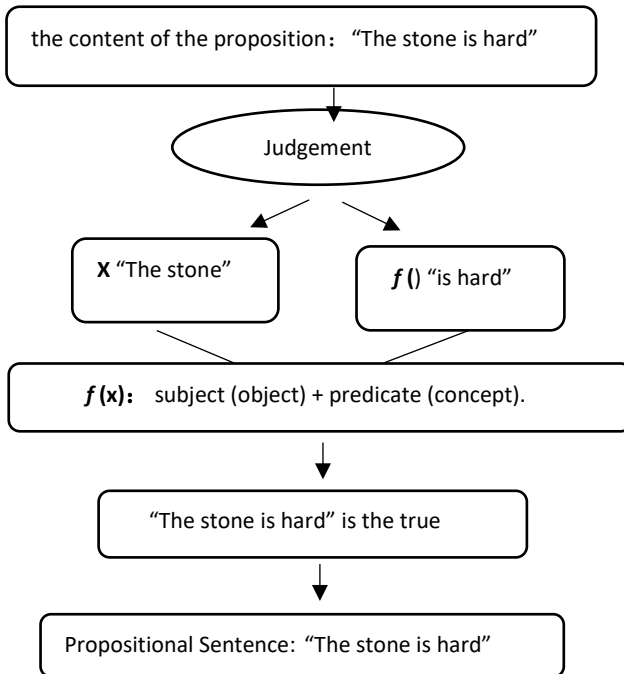 the content of the proposition: “The stone is hard”
Judgement
X “The stone”
f () “is hard”
f (x): subject (object) + predicate (concept).
“The stone is hard” is the true
Propositional Sentence: “The stone is hard”